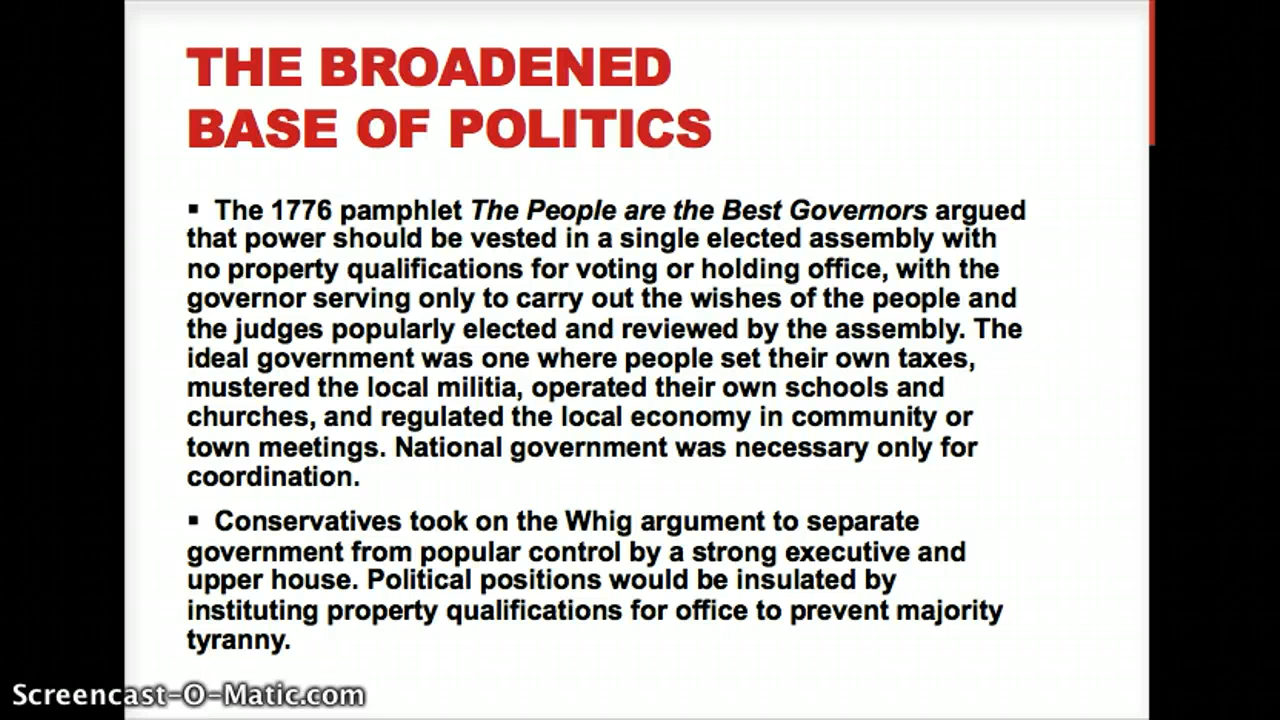 THE BROADENED
BASE OF POLITICS
▪ The 1776 pamphlet The People are the Best Governors argued
that power should be vested in a single elected assembly with
no property qualifications for voting or holding office, with the
governor serving only to carry out the wishes of the people and
the judges popularly elected and reviewed by the assembly. The
ideal government was one where people set their own taxes,
mustered the local militia, operated their own schools and
churches, and regulated the local economy in community or
town meetings. National government was necessary only for
coordination.
▪ Conservatives took on the Whig argument to separate
government from popular control by a strong executive and
upper house. Political positions would be insulated by
instituting property qualifications for office to prevent majority
tyranny.
Screencast-O-Matic.com